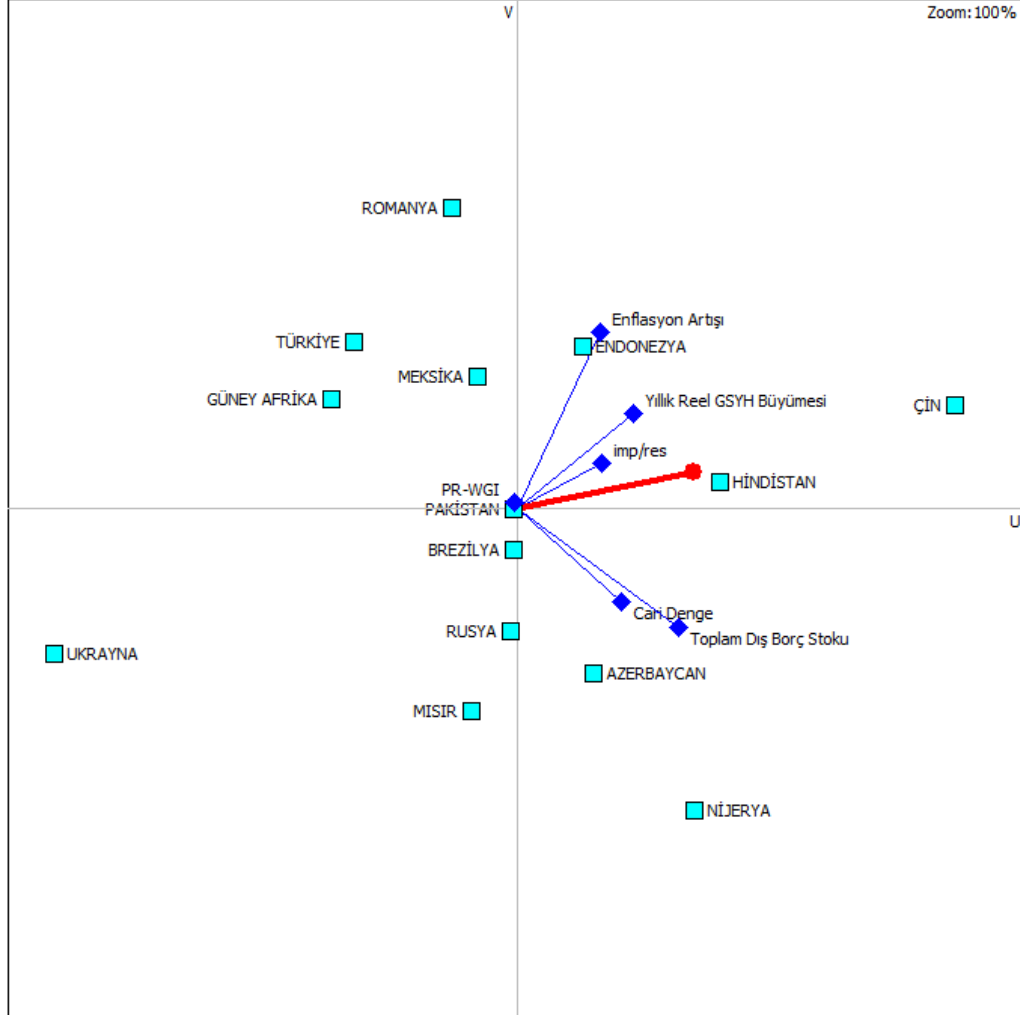 V
Zoom:100%
ROMANYA
Enflasyon Artışı
TÜRKİYE
ENDONEZYA
MEKSİKA
GÜNEY AFRİKA
Yıllık Reel GSYH Büyümesi
ÇİN
imp/res
HİNDİSTAN
PR-WGI
PAKİSTAN
U
BREZİLYA
Cari Denge
RUSYA
Toplam Dış Borç Stoku
UKRAYNA
AZERBAYCAN
MISIR
NİJERYA